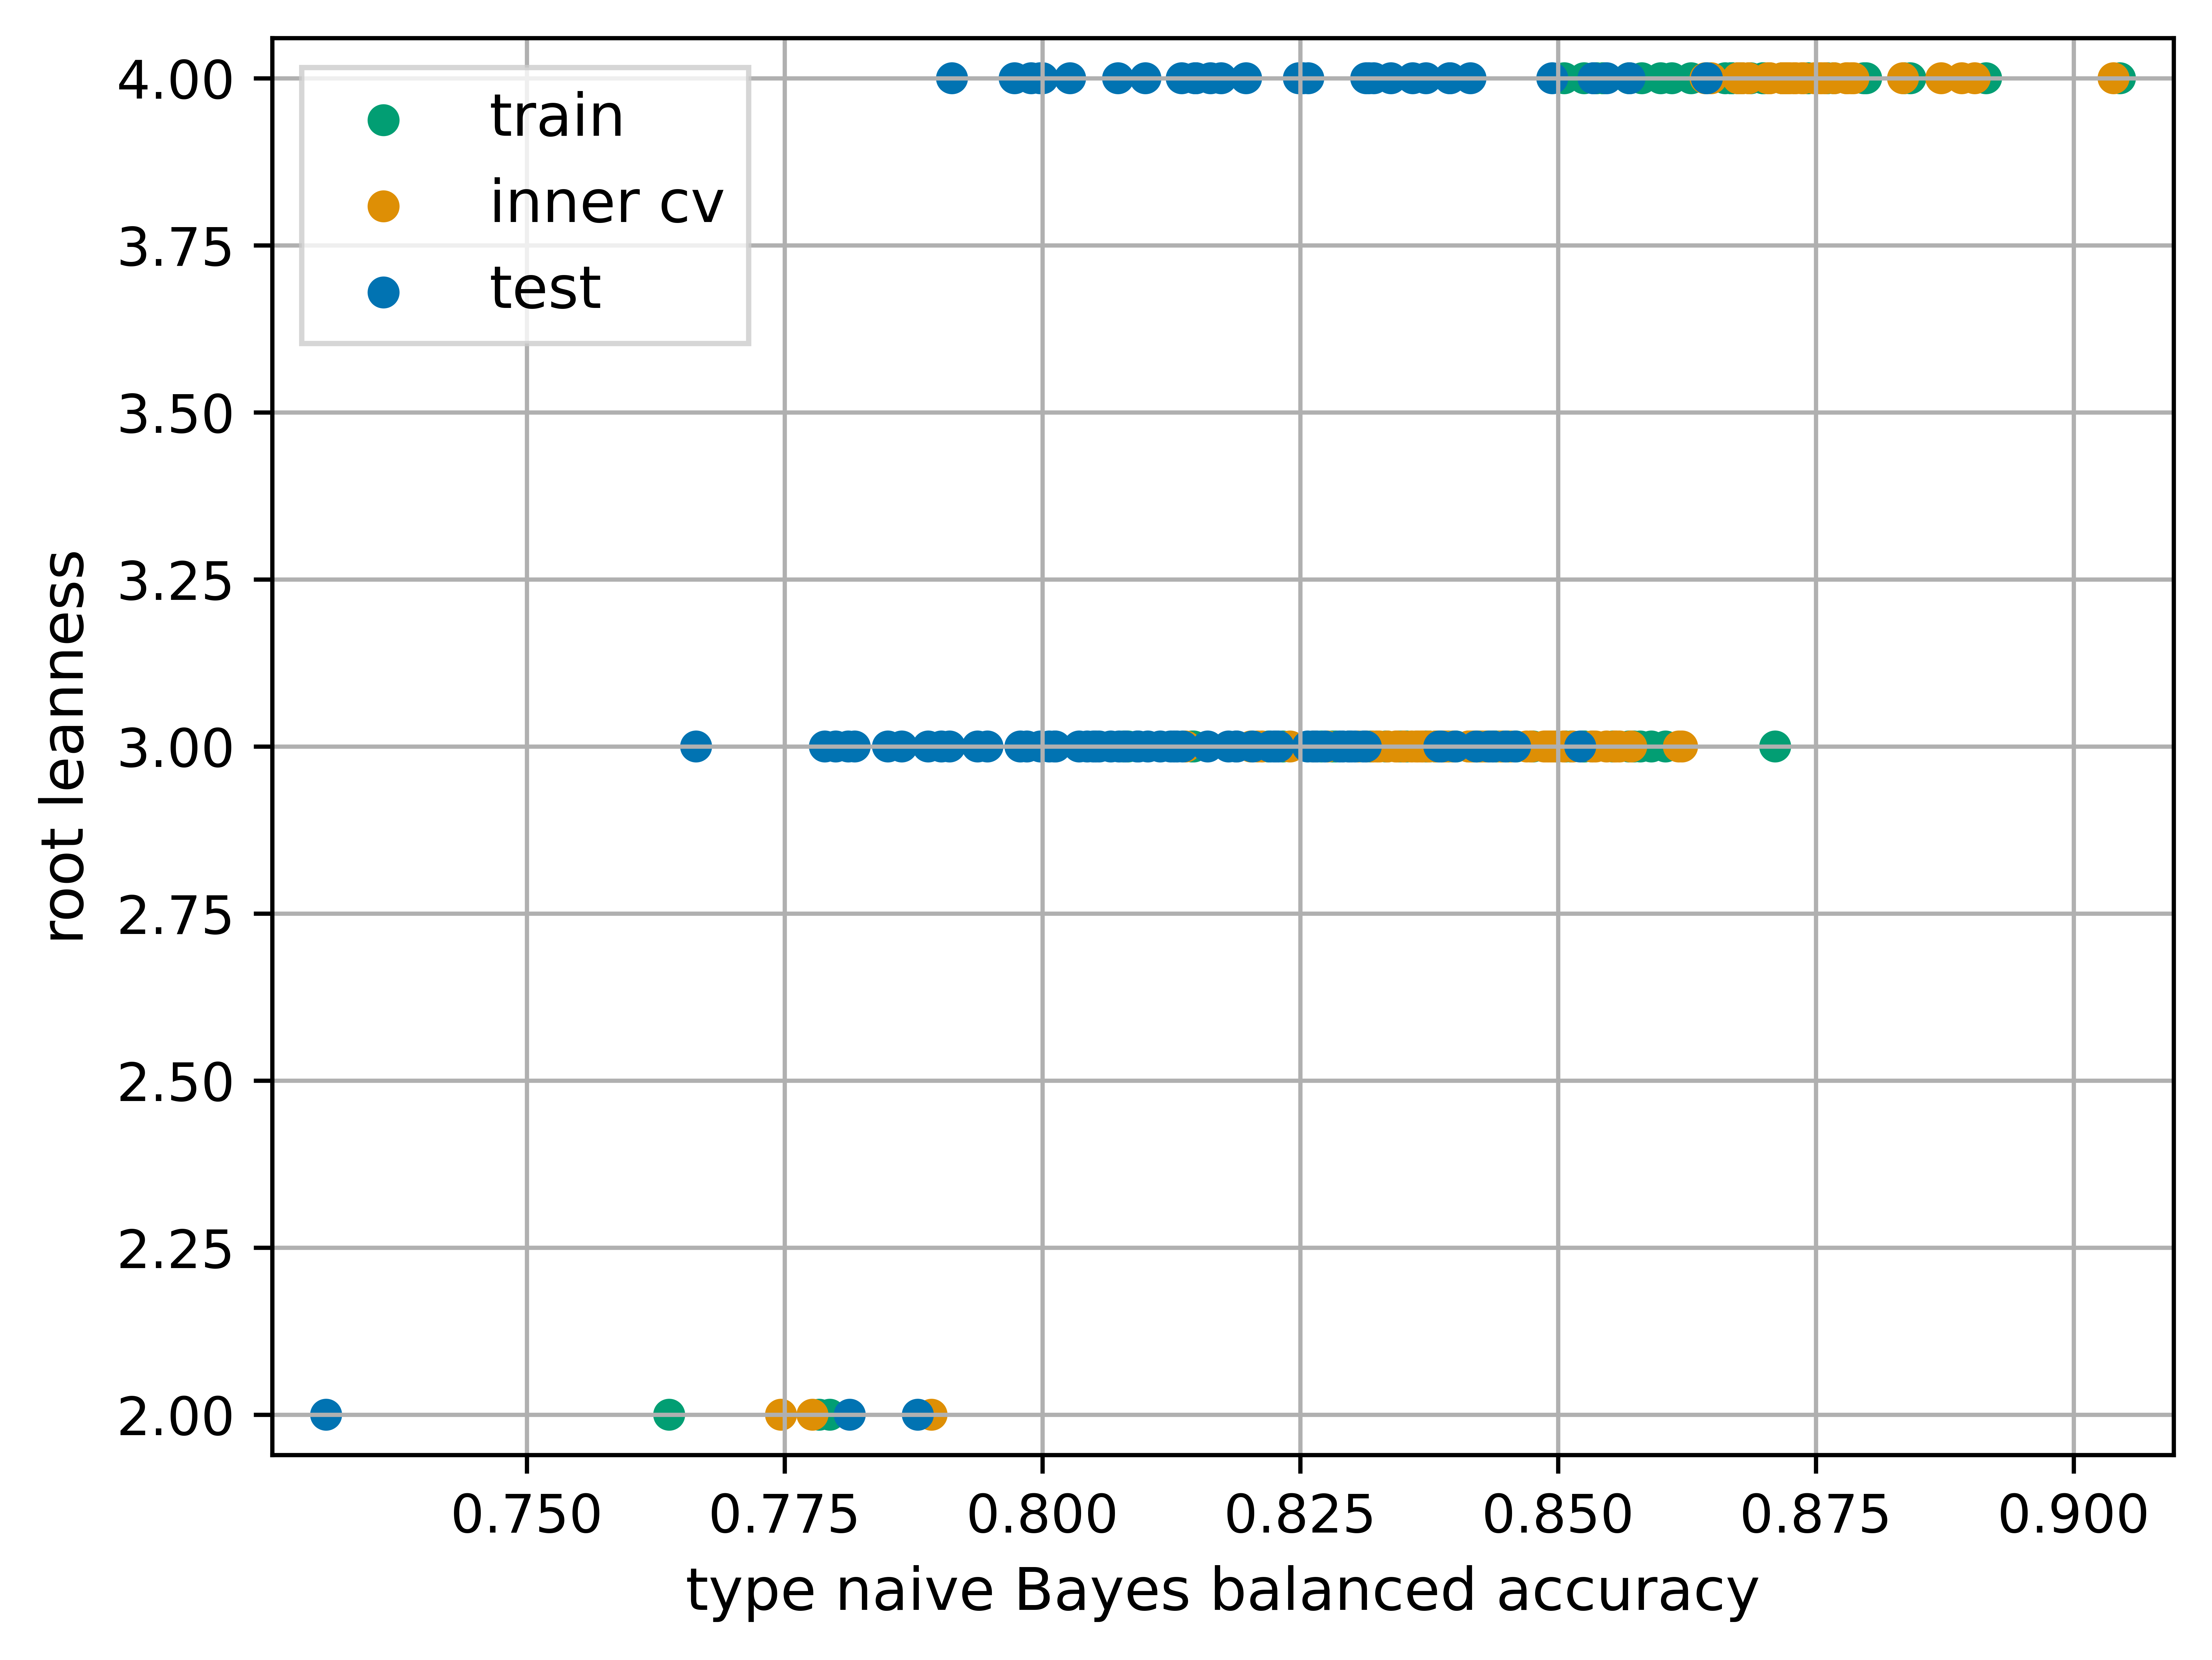 4.00
3.75
3.50
3.25
3.00
2.75
2.50
2.25
2.00
root leanness
train
inner cv
test
0.750 0.775 0.800 0.825 0.850 0.875 0.900
type naive Bayes balanced accuracy